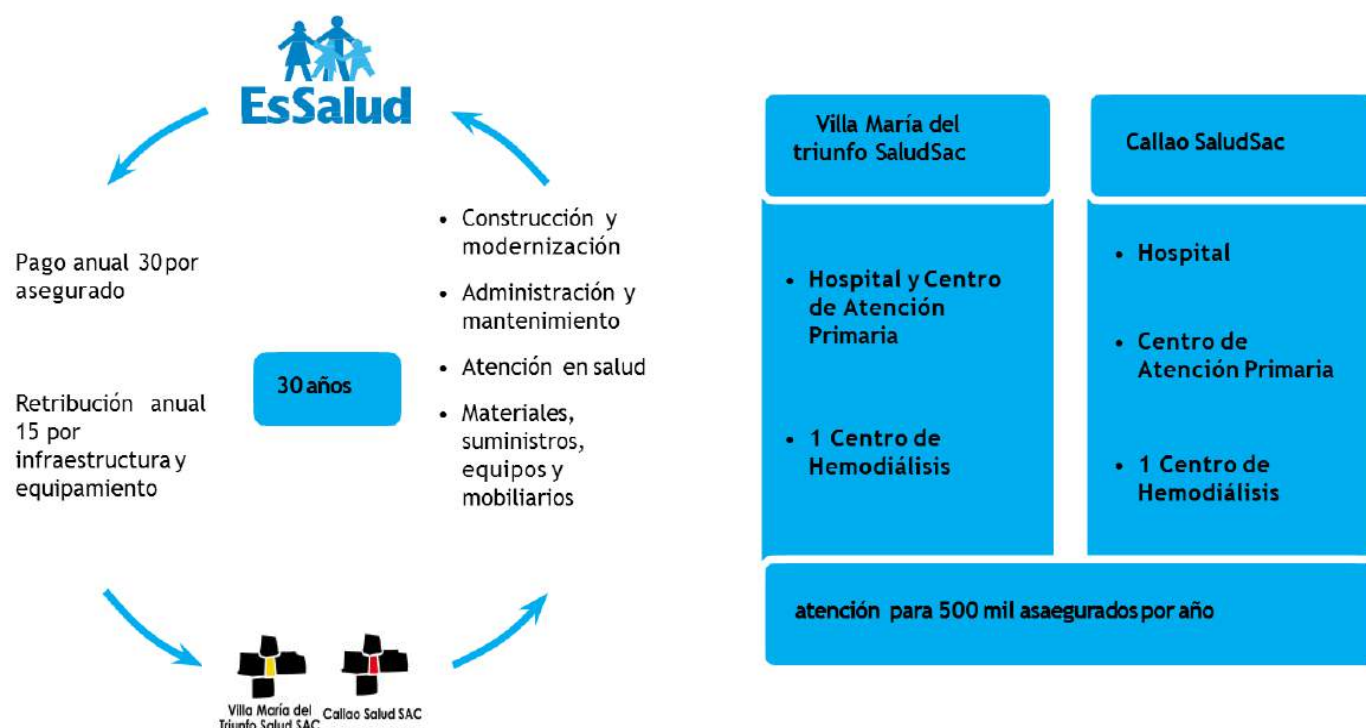 EsSalud
Pago anual 30 por
asegurado
Retribución anual
15 por
infraestructura y
equipamiento
30 años
• Construcción y
modernización
• Administración y
mantenimiento
• Atención en salud
• Materiales,
suministros,
equipos y
mobiliarios
Villa María del
Triunfo Salud SAC
Callao Salud SAC
Villa María del
triunfo SaludSac
• Hospital y Centro
de Atención
Primaria
• 1 Centro de
Hemodiálisis
Callao SaludSac
• Hospital
• Centro de
Atención Primaria
• 1 Centro de
Hemodiálisis
atención para 500 mil asaegurados por año